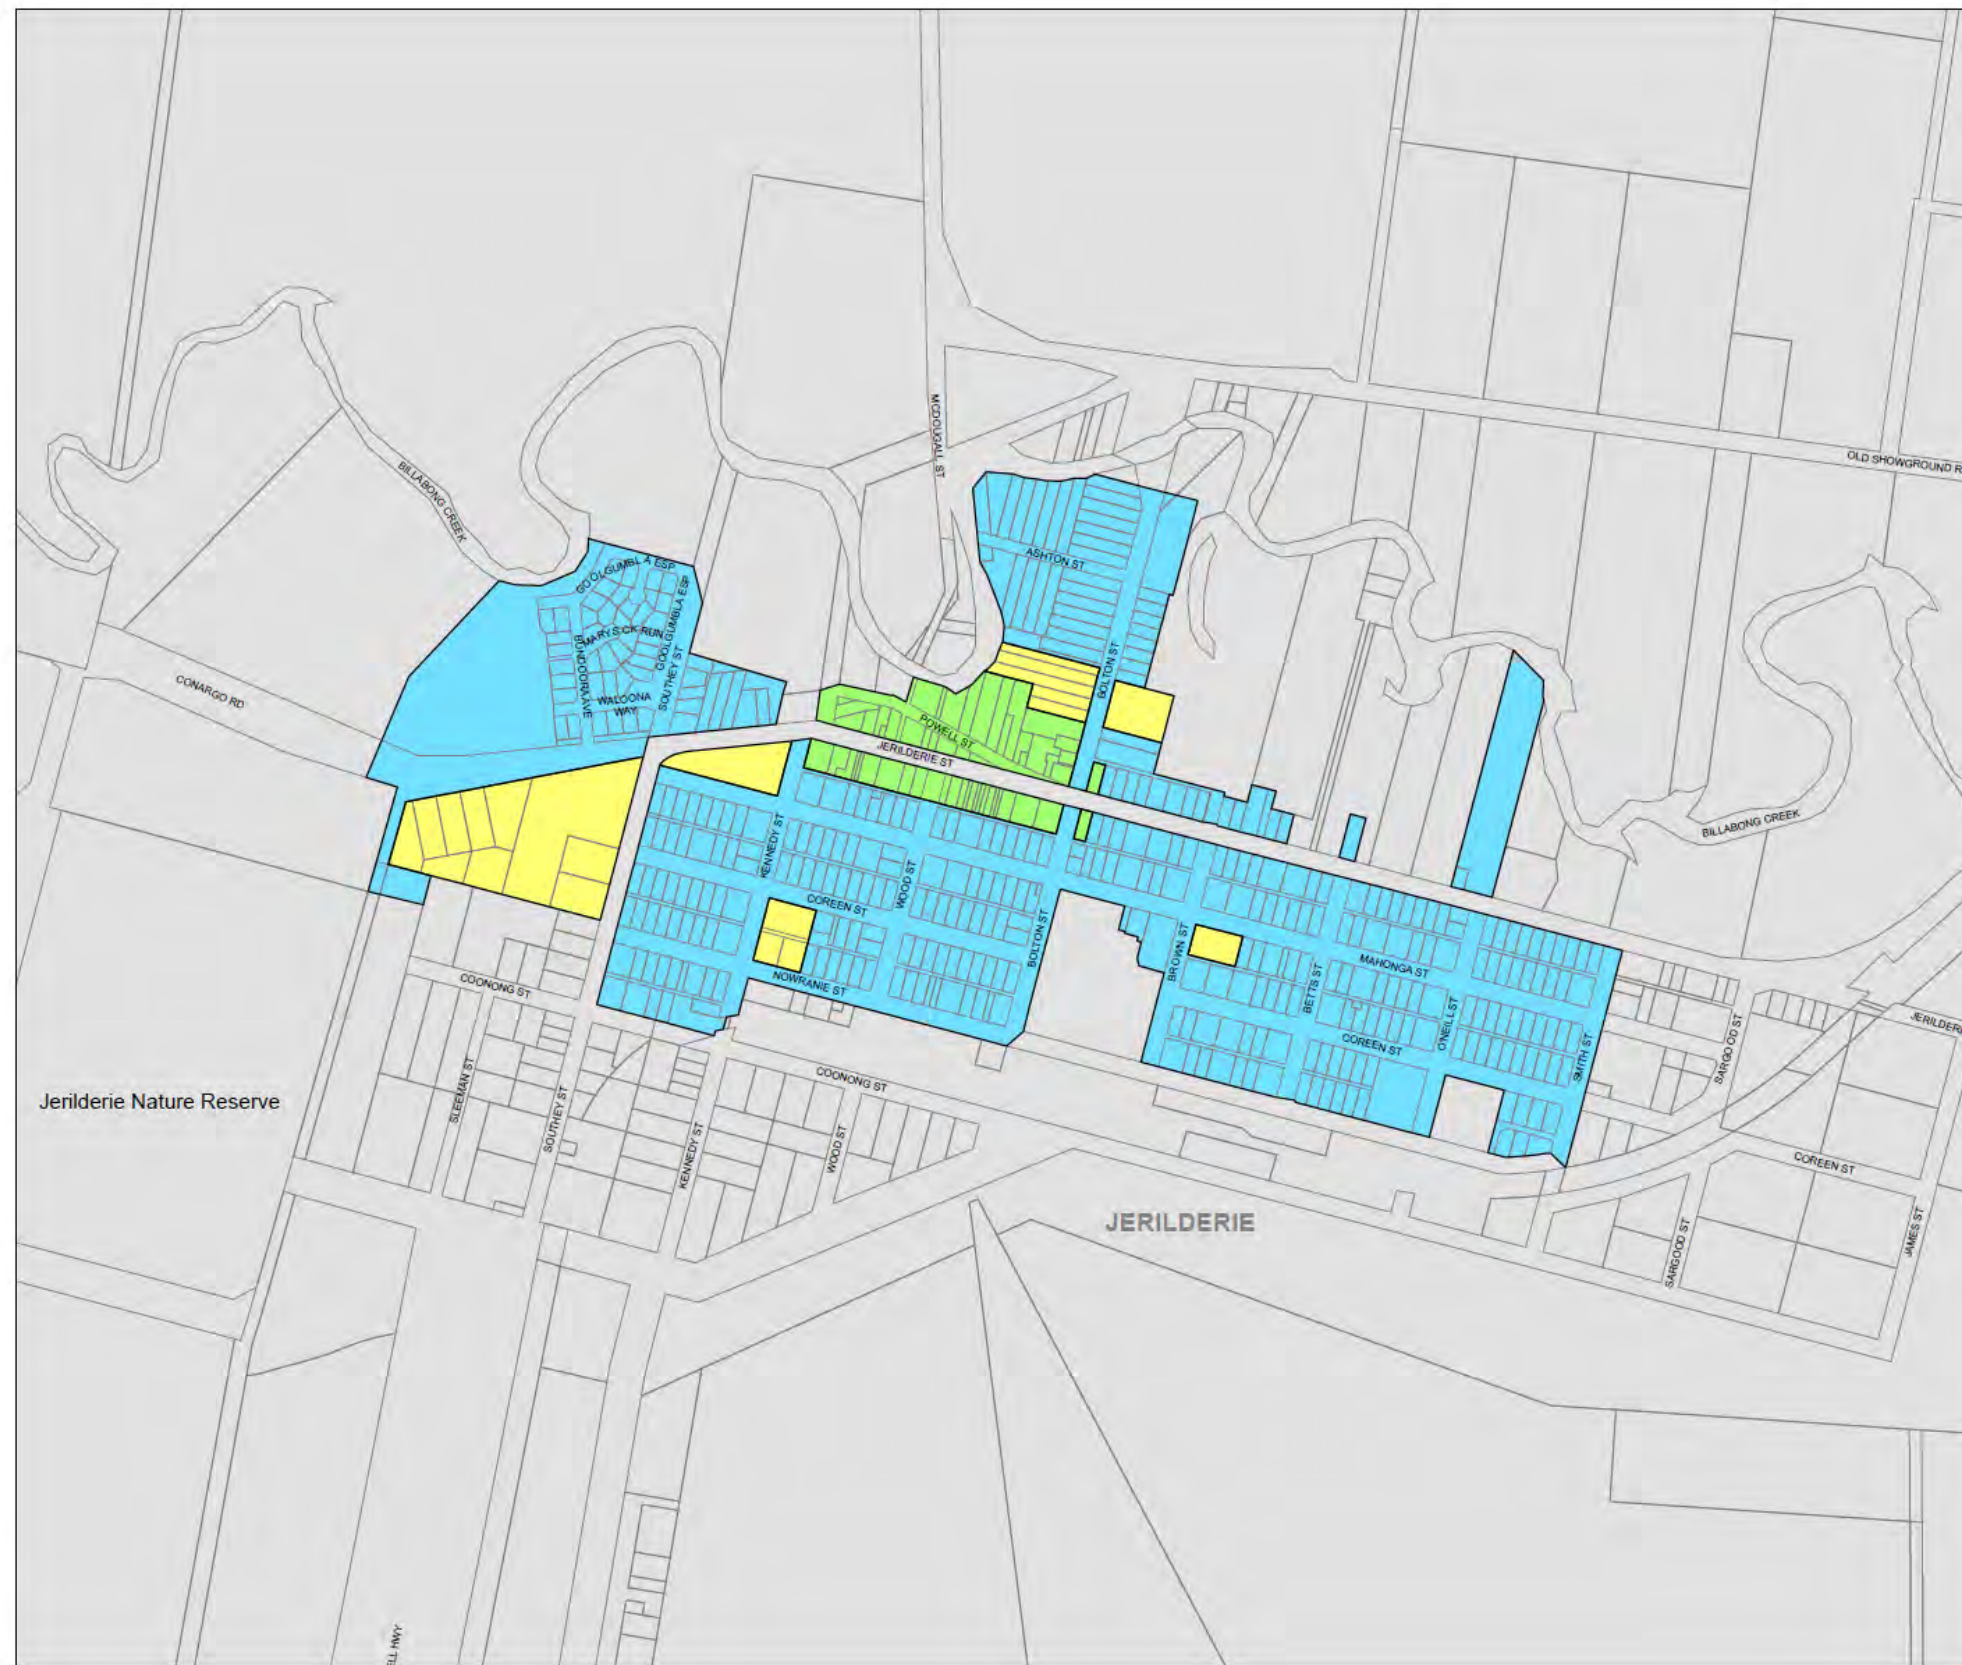 MCDOUGALL ST
OLD SHOWGROUND R
BILLABONG CREEK
ASHTON ST
GOOLGUMBLA ESP
GOOLGUMBLA ESP
MARYS CK RUN
BUNDOORA AVE
SOUTHEY ST
BOLTON ST
CONARGO RD
WALOONA
WAY
POWELL ST
JERILDERIE ST
BILLABONG CREEK
KENNEDY ST
WOOD ST
COREEN ST
BOLTON ST
BROWN ST
MAHONGA ST
COONONG ST
NOWRANIE ST
BETTS ST
O'NEILL ST
JERILDERI
COREEN ST
SMITH ST
SARGOOD ST
Jerilderie Nature Reserve
SLEEMAN ST
SOUTHEY ST
COONONG ST
KENNEDY ST
WOOD ST
COREEN ST
JERILDERIE
SARGOOD ST
JAMES ST
ELL HWY